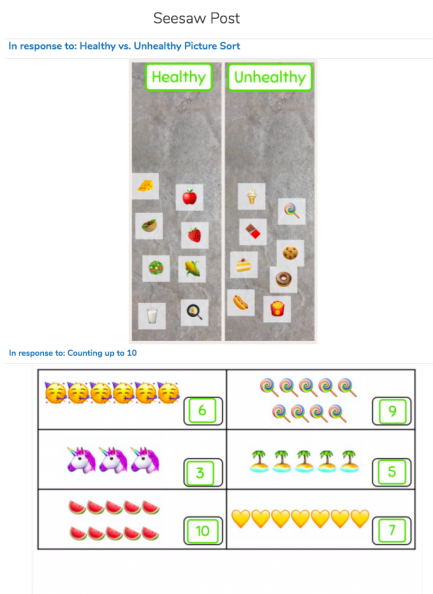 Seesaw Post
In response to: Healthy vs. Unhealthy Picture Sort
Healthy Unhealthy
In response to: Counting up to 10
6 9
3 5
10 7